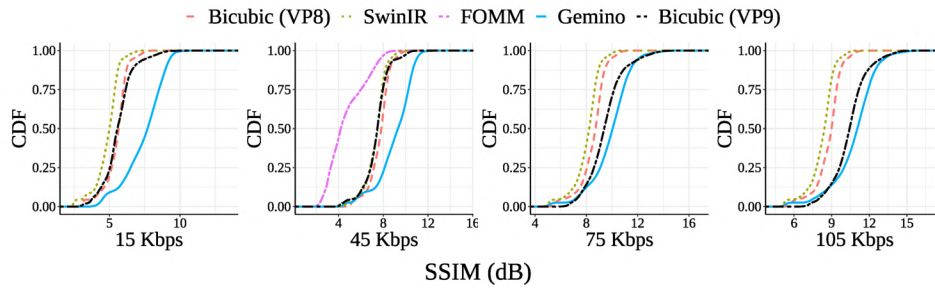 Bicubic (VP8) SwinIR FOMM Gemino Bicubic (VP9)
1.00 1.00 1.00 1.00
0.75 0.75 0.75 0.75
CDF 0.50 CDF 0.50 CDF 0.50 CDF 0.50
0.25 0.25 0.25 0.25
0.00 0.00 0.00 0.00
5 10 4 8 12 16 4 8 12 16 6 9 12 15
15 Kbps 45 Kbps 75 Kbps 105 Kbps
SSIM (dB)